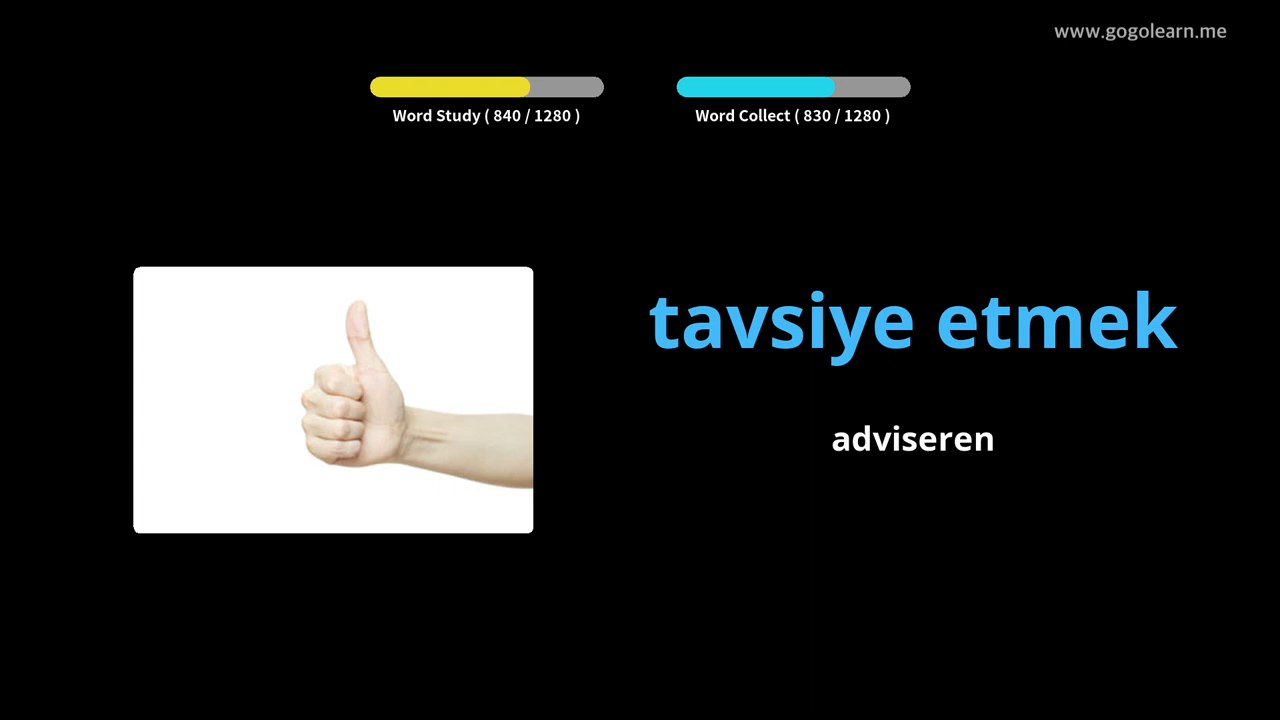 www.gogolearn.me
Word Study ( 840 / 1280 )
Word Collect ( 830 / 1280 )
tavsiye etmek
adviseren